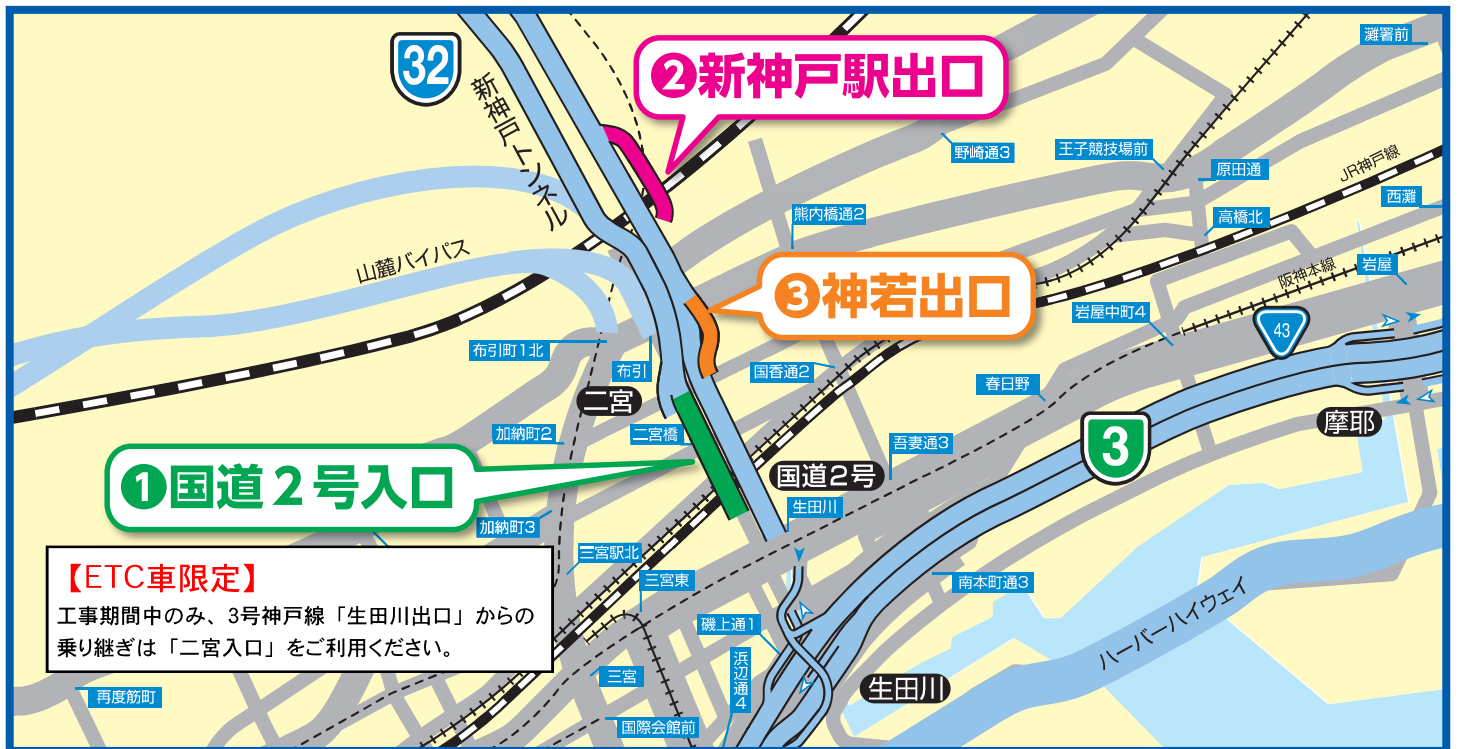 32
新神戸トンネル
❷新神戸駅出口
灘署前
野崎通3
王子競技場前
原田通
JR神戸線
西灘
熊内橋通2
高橋北
山麓バイパス
❸神若出口
阪神本線
岩屋
岩屋中町4
43
布引町1北
布引
国香通2
春日野
二宮
加納町2
二宮橋
吾妻通3
3
摩耶
❶国道2号入口
国道2号
生田川
加納町3
三宮駅北
三宮東
南本町通3
【ETC車限定】
工事期間中のみ、3号神戸線「生田川出口」からの
乗り継ぎは「二宮入口」をご利用ください。
磯上通1
ハーバーハイウェイ
浜辺通4
三宮
生田川
再度筋町
国際会館前